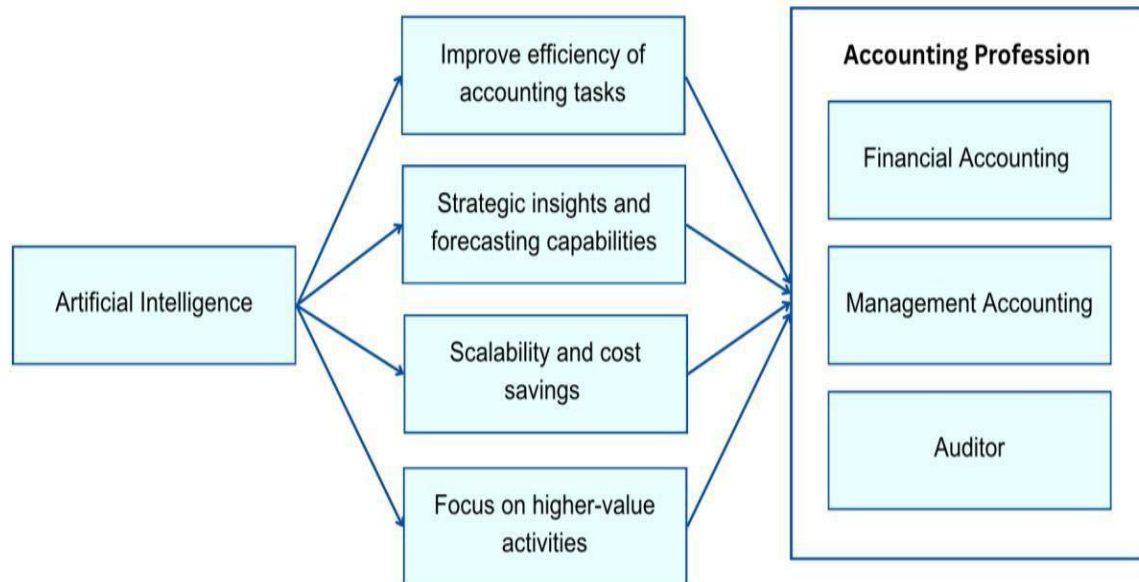 Artificial Intelligence
Improve efficiency of
accounting tasks
Strategic insights and
forecasting capabilities
Scalability and cost
savings
Focus on higher-value
activities
Accounting Profession
Financial Accounting
Management Accounting
Auditor